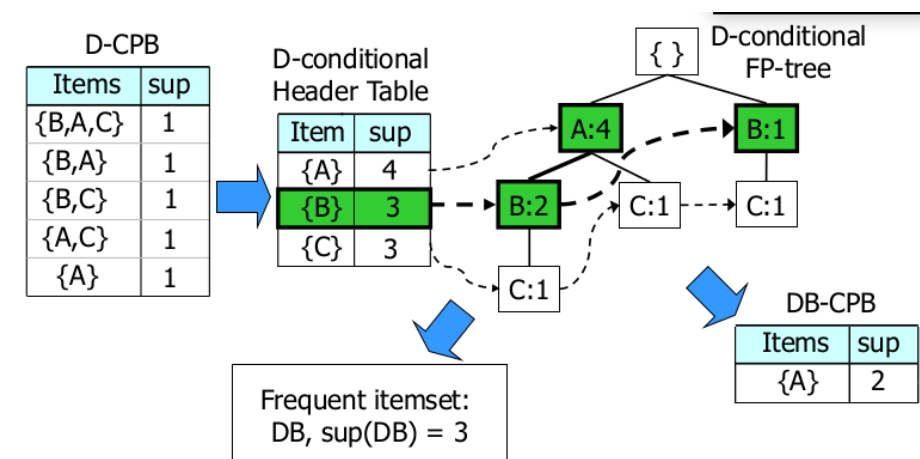 D-CPB
Items sup
{B,A,C} 1
{B,A} 1
{B,C} 1
{A,C} 1
{A} 1
D-conditional
Header Table
Item sup
{A} 4
{B} 3
{C} 3
{ }
D-conditional
FP-tree
A:4
B:1
B:2
C:1
C:1
C:1
Frequent itemset:
DB, sup(DB) = 3
DB-CPB
Items sup
{A} 2